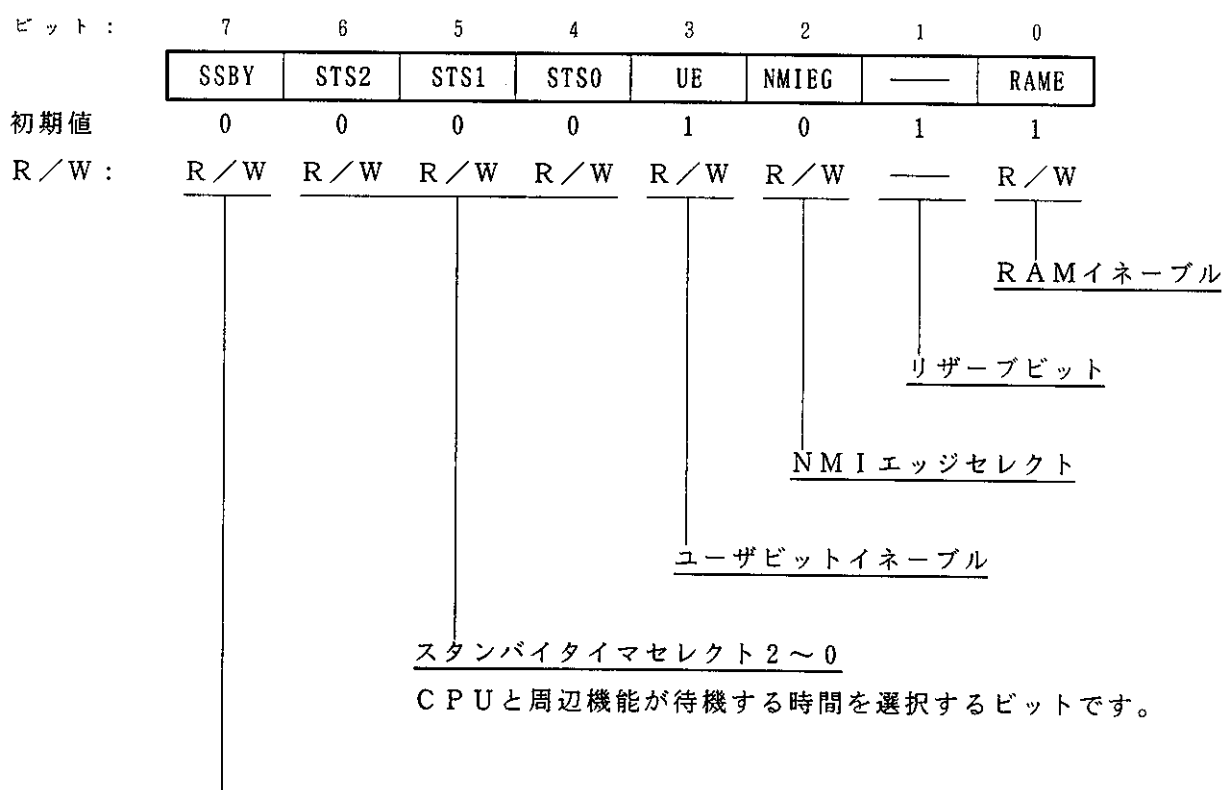 ビット： 7 6 5 4 3 2 1 0
SSBY STS2 STS1 STS0 UE NMIEG ― RAME
初期値 0 0 0 0 1 0 1 1
R／W： R／W R／W R／W R／W R／W R／W ― R／W
RAMイネーブル
リザーブビット
NMIエッジセレクト
ユーザビットイネーブル
スタンバイタイマセレクト2～0
CPUと周辺機能が待機する時間を選択するビットです。